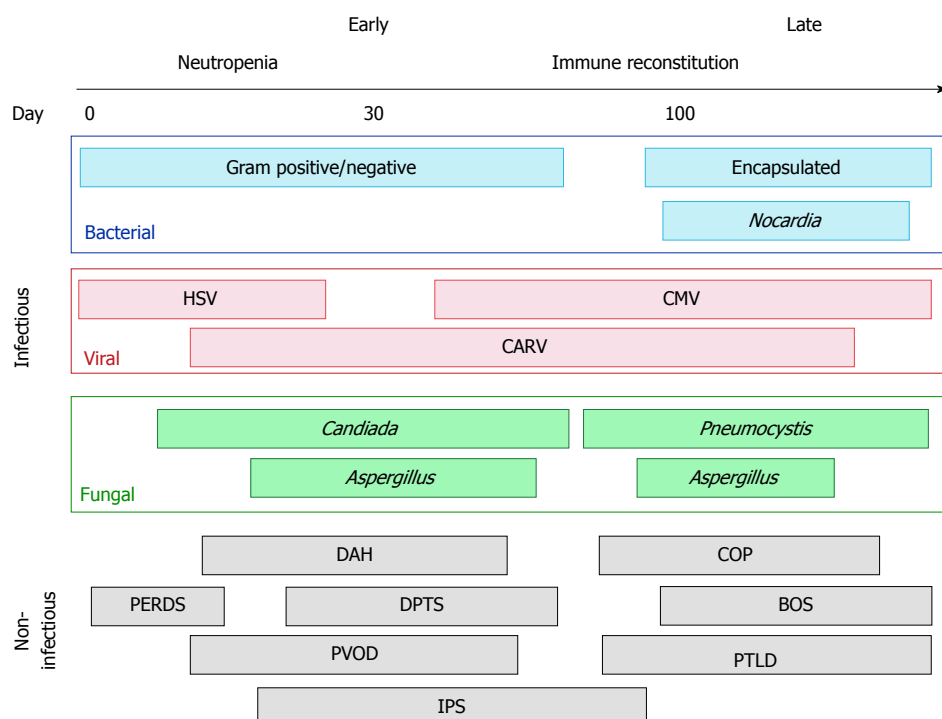 Early Late
Neutropenia Immune reconstitution
Day 0 30 100
Gram positive/negative Encapsulated
Nocardia
Bacterial
Infectious
HSV CMV
CARV
Viral
Candiada Pneumocystis
Aspergillus Aspergillus
Fungal
Non-
infectious
DAH COP
PERDS DPTS BOS
PVOD PTLD
IPS